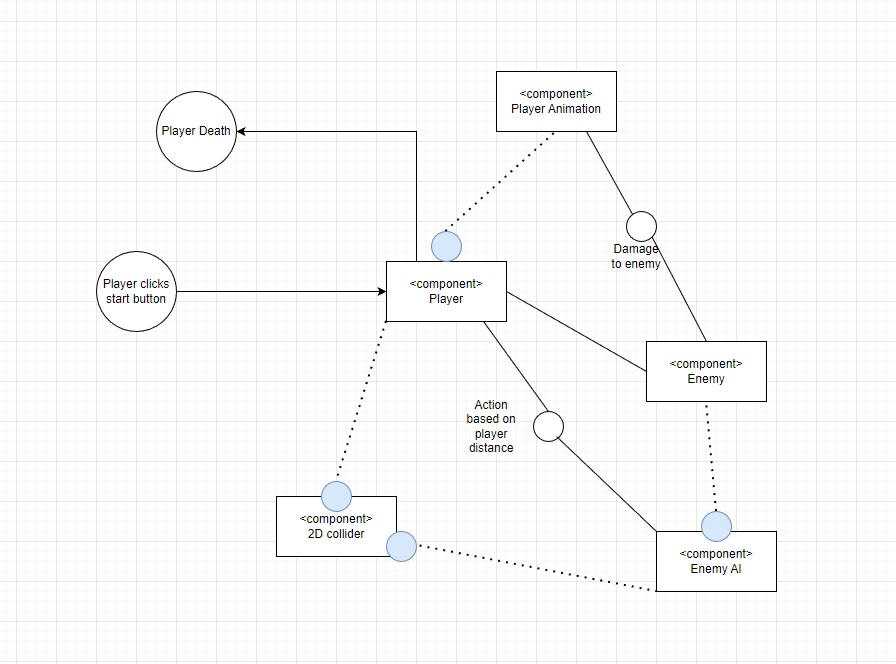 <component>
Player Animation
Player Death
Damage
to enemy
Player clicks
start button
<component>
Player
<component>
Enemy
Action
based on
player
distance
<component>
2D collider
<component>
Enemy AI